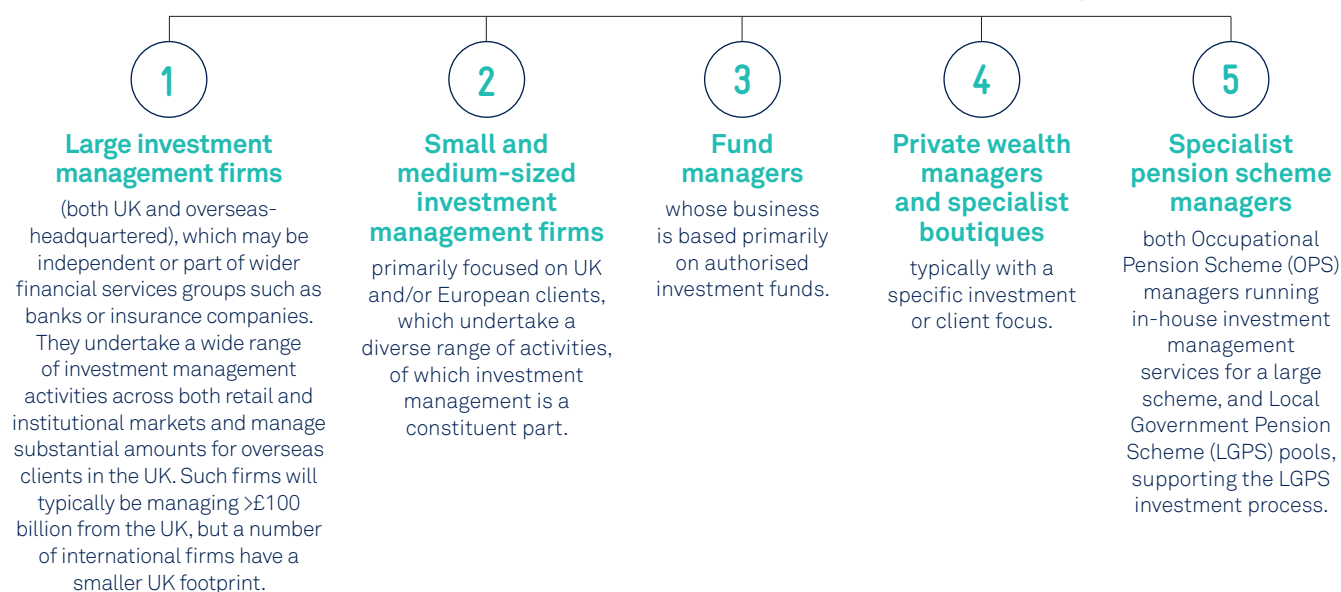 1
Large investment
management firms
(both UK and overseas-
headquartered), which may be
independent or part of wider
financial services groups such as
banks or insurance companies.
They undertake a wide range
of investment management
activities across both retail and
institutional markets and manage
substantial amounts for overseas
clients in the UK. Such firms will
typically be managing >£100
billion from the UK, but a number
of international firms have a
smaller UK footprint.
2
Small and
medium-sized
investment
management firms
primarily focused on UK
and/or European clients,
which undertake a
diverse range of activities,
of which investment
management is a
constituent part.
3
Fund
managers
whose business
is based primarily
on authorised
investment funds.
4
Private wealth
managers
and specialist
boutiques
typically with a
specific investment
or client focus.
5
Specialist
pension scheme
managers
both Occupational
Pension Scheme (OPS)
managers running
in-house investment
management
services for a large
scheme, and Local
Government Pension
Scheme (LGPS) pools,
supporting the LGPS
investment process.